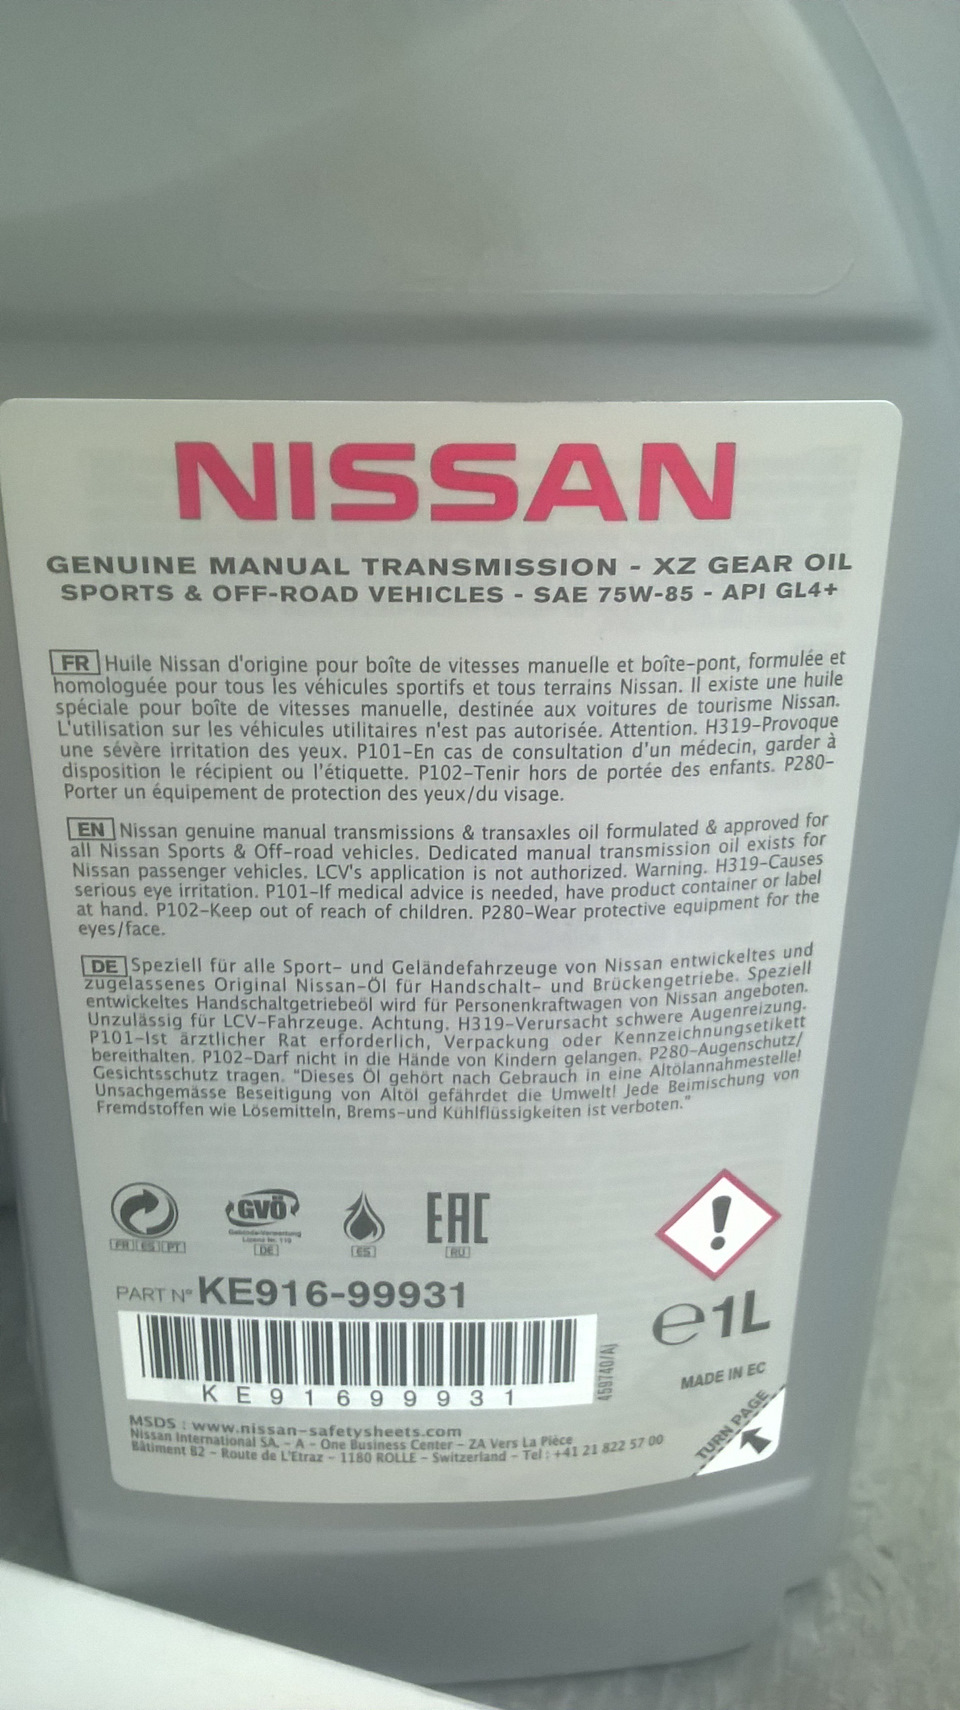 NISSAN
GENUINE MANUAL TRANSMISSION - XZ GEAR OIL
SPORTS & OFF-ROAD VEHICLES - SAE 75W-85 - API GL4+
FR Huile Nissan d'origine pour boîte de vitesses manuelle et boîte-pont, formulée et
homologuée pour tous les véhicules sportifs et tous terrains Nissan. Il existe une huile
spéciale pour boîte de vitesses manuelle, destinée aux voitures de tourisme Nissan.
L'utilisation sur les véhicules utilitaires n'est pas autorisée. Attention. H319-Provoque
une sévère irritation des yeux. P101-En cas de consultation d'un médecin, garder à
disposition le récipient ou l'étiquette. P102-Tenir hors de portée des enfants. P280-
Porter un équipement de protection des yeux/du visage.
EN Nissan genuine manual transmissions & transaxles oil formulated & approved for
all Nissan Sports & Off-road vehicles. Dedicated manual transmission oil exists for
Nissan passenger vehicles. LCV's application is not authorized. Warning. H319-Causes
serious eye irritation. P101-If medical advice is needed, have product container or label
at hand. P102-Keep out of reach of children. P280-Wear protective equipment for the
eyes/face.
DE Speziell für alle Sport- und Geländefahrzeuge von Nissan entwickeltes und
zugelassenes Original Nissan-Öl für Handschalt- und Brückengetriebe. Speziell
entwickeltes Handschaltgetriebeöl wird für Personenkraftwagen von Nissan angeboten.
Unzulässig für LCV-Fahrzeuge. Achtung. H319-Verursacht schwere Augenreizung.
P101-Ist ärztlicher Rat erforderlich, Verpackung oder Kennzeichnungsetikett
bereithalten. P102-Darf nicht in die Hände von Kindern gelangen. P280-Augenschutz/
Gesichtsschutz tragen. "Dieses Öl gehört nach Gebrauch in eine Altölannahmestelle!
Unsachgemässe Beseitigung von Altöl gefährdet die Umwelt! Jede Beimischung von
Fremdstoffen wie Lösemitteln, Brems-und Kühlflüssigkeiten ist verboten."
GVÖ
EAC
FR ES PT
DE
ES
RU
PART N° KE916-99931
e1L
KE91699931
459740/AJ
MADE IN EC
TURN PAGE
MSDS : www.nissan-safetysheets.com
Nissan International SA. - A - One Business Center - ZA Vers La Pièce
Bâtiment B2 - Route de L'Etraz - 1180 ROLLE - Switzerland - Tel : +41 21 822 57 00